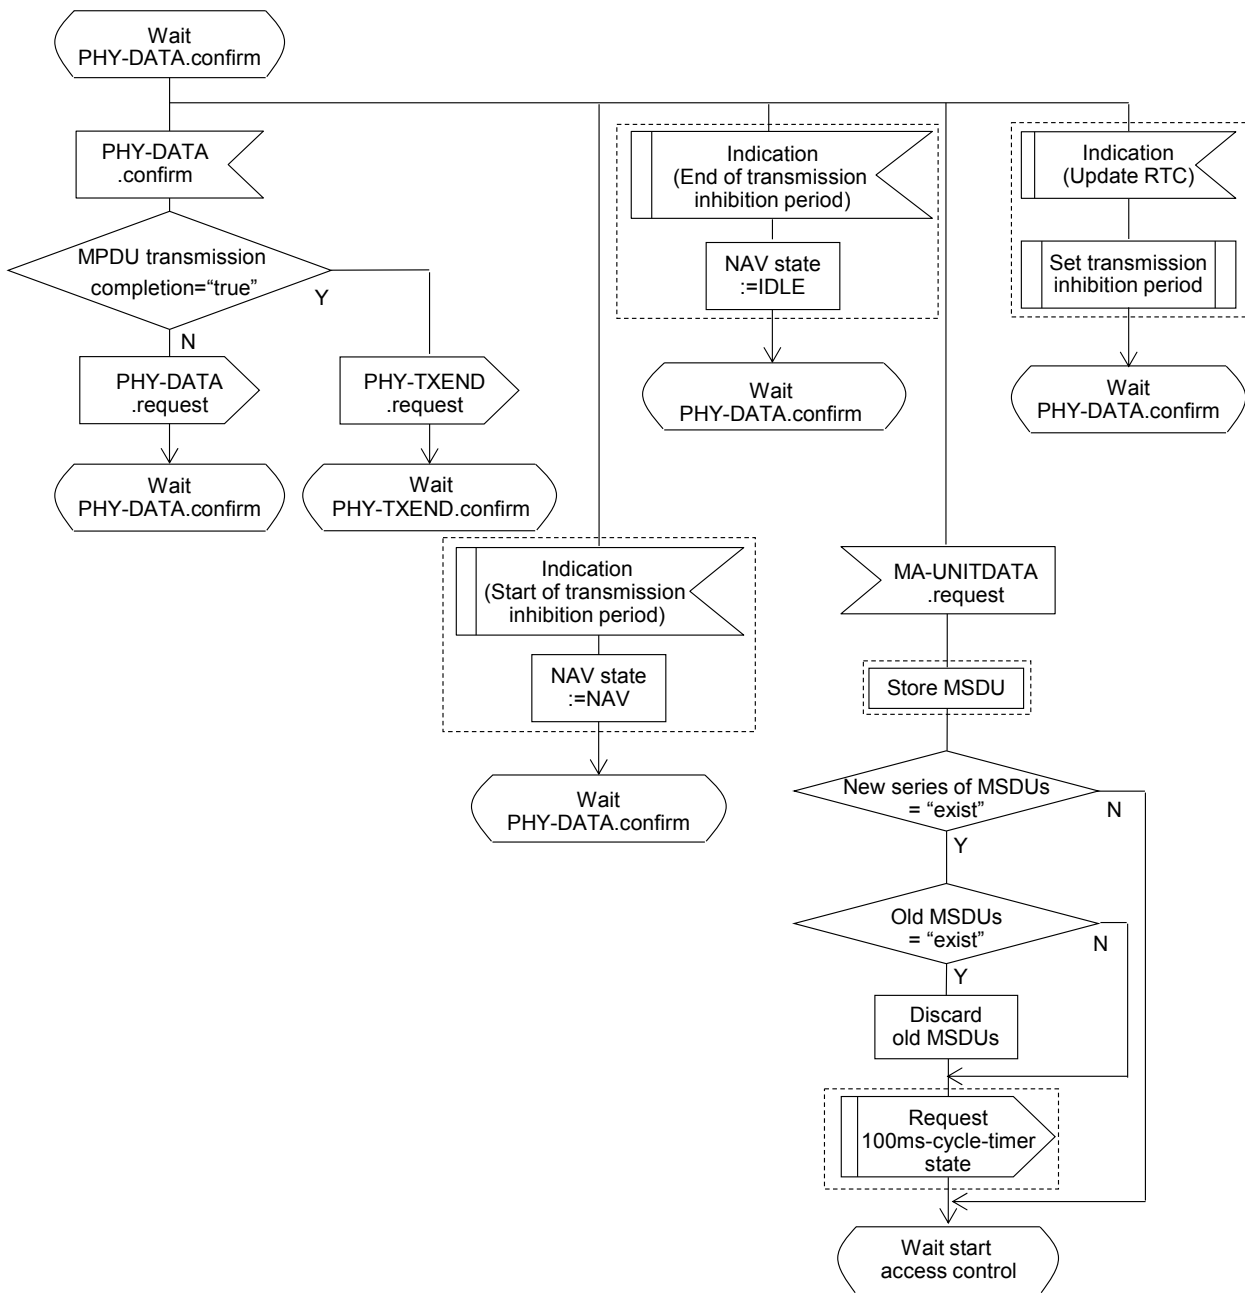 Wait
PHY-DATA.confirm
PHY-DATA
.confirm
MPDU transmission
completion=“true”
Y
N
PHY-DATA
.request
Wait
PHY-DATA.confirm
PHY-TXEND
.request
Wait
PHY-TXEND.confirm
Indication
(Start of transmission
inhibition period)
NAV state
:=NAV
Wait
PHY-DATA.confirm
Indication
(End of transmission
inhibition period)
NAV state
:=IDLE
Wait
PHY-DATA.confirm
MA-UNITDATA
.request
Store MSDU
New series of MSDUs
= “exist”
N
Y
Old MSDUs
= “exist”
N
Y
Discard
old MSDUs
Request
100ms-cycle-timer
state
Wait start
access control
Indication
(Update RTC)
Set transmission
inhibition period
Wait
PHY-DATA.confirm